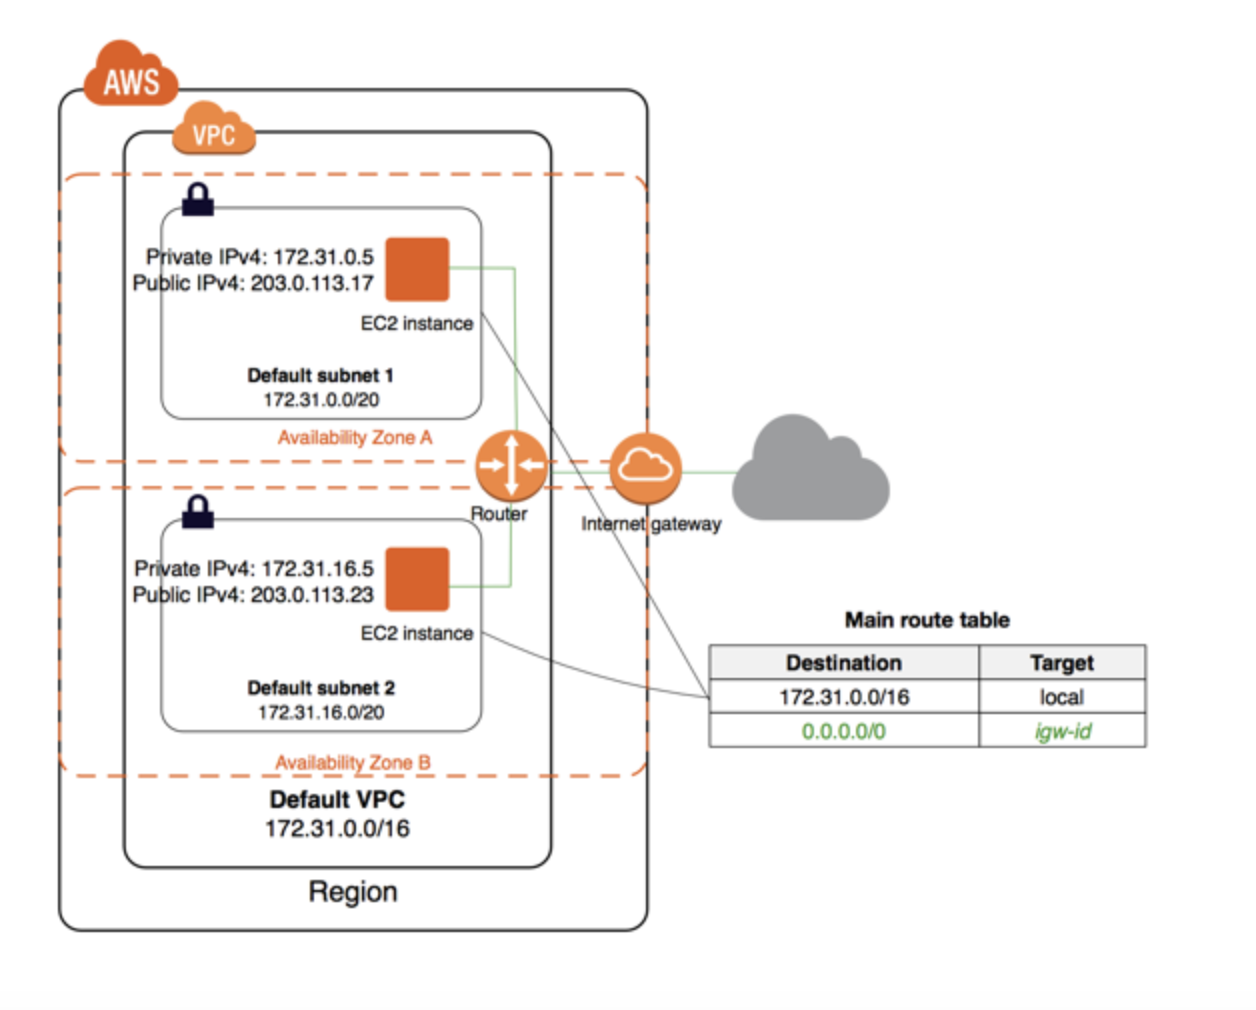 AWS
VPC
Private IPv4: 172.31.0.5
Public IPv4: 203.0.113.17
EC2 instance
Default subnet 1
172.31.0.0/20
Availability Zone A
Router
Internet gateway
Private IPv4: 172.31.16.5
Public IPv4: 203.0.113.23
EC2 instance
Default subnet 2
172.31.16.0/20
Availability Zone B
Default VPC
172.31.0.0/16
Region
Main route table
Destination Target
172.31.0.0/16 local
0.0.0.0/0 igw-id